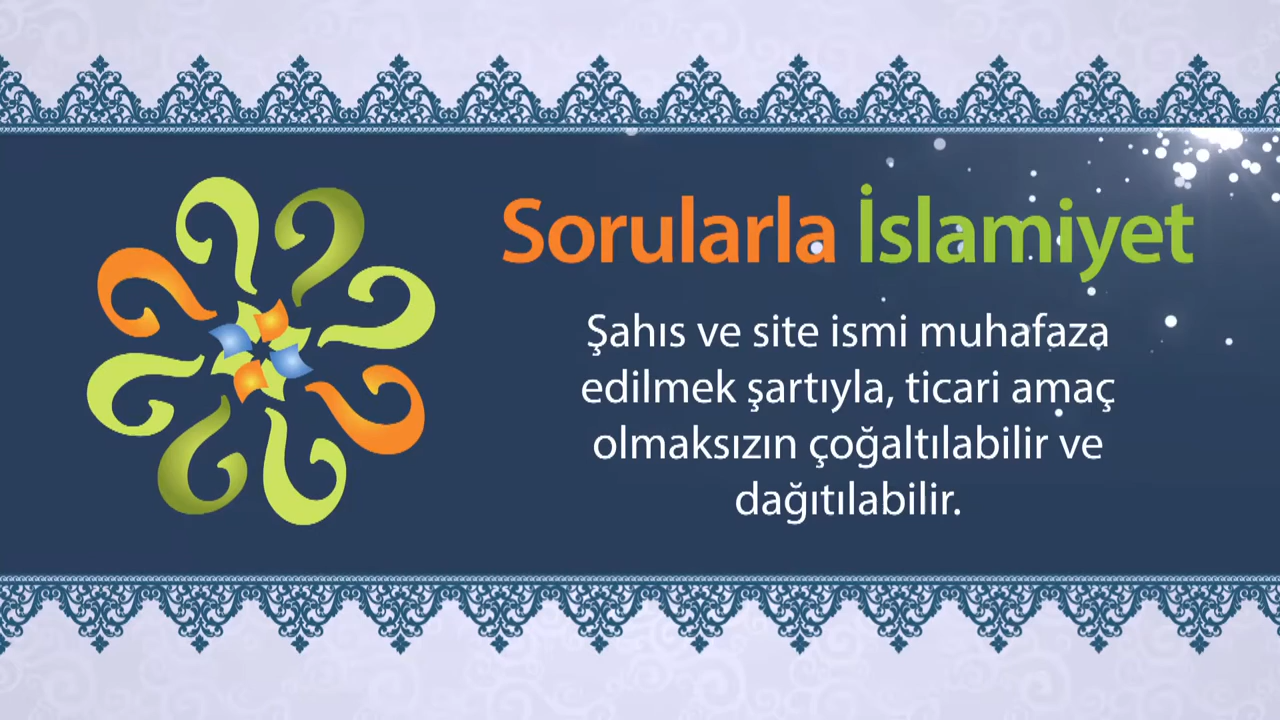 Sorularla İslamiyet
Şahıs ve site ismi muhafaza
edilmek şartıyla, ticari amaç
olmaksızın çoğaltılabilir ve
dağıtılabilir.